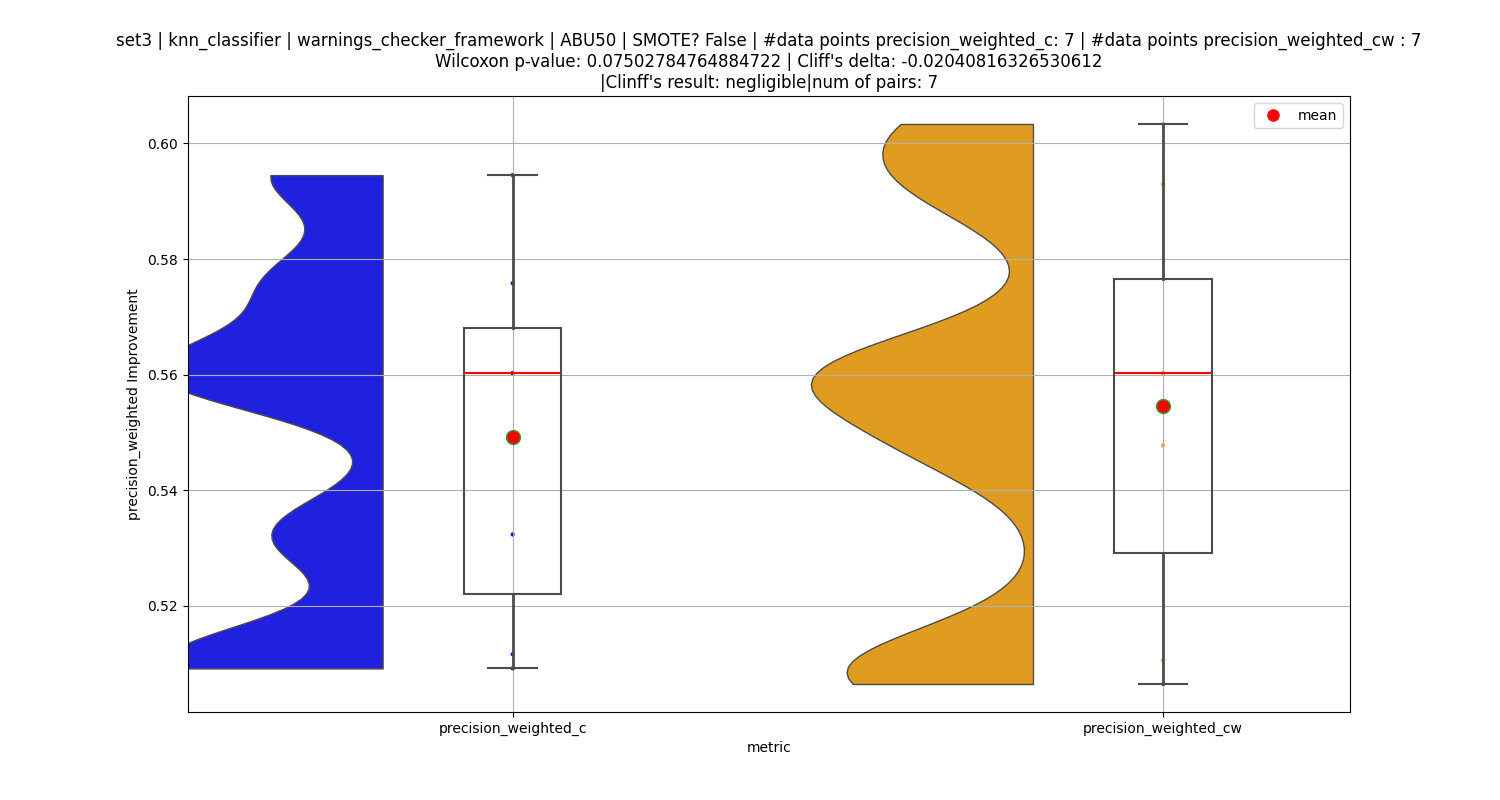 set3 | knn_classifier | warnings_checker_framework | ABU50 | SMOTE? False | #data points precision_weighted_c: 7 | #data points precision_weighted_cw : 7
Wilcoxon p-value: 0.07502784764884722 | Cliff's delta: -0.02040816326530612
|Clinff's result: negligible|num of pairs: 7
mean
0.60
0.58
0.56
0.54
0.52
precision_weighted Improvement
precision_weighted_c
precision_weighted_cw
metric